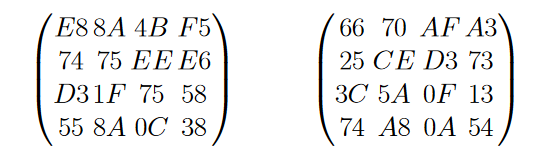 E8 8A 4B F5 66 70 AF A3
74 75 EE E6 25 CE D3 73
D3 1F 75 58 3C 5A 0F 13
55 8A 0C 38 74 A8 0A 54